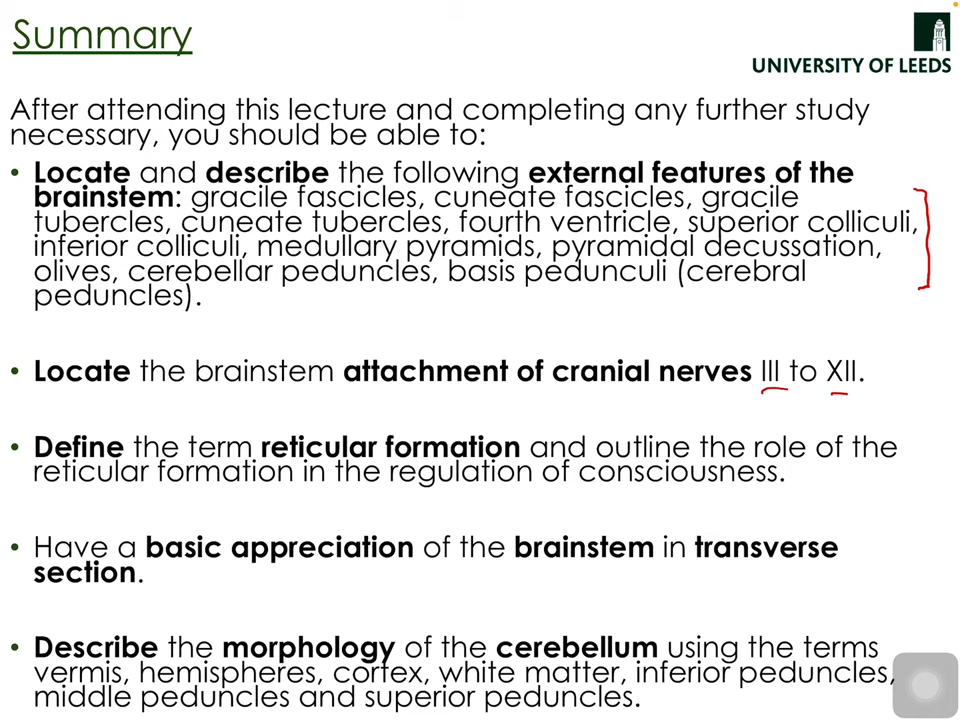 Summary
UNIVERSITY OF LEEDS
After attending this lecture and completing any further study
necessary, you should be able to:
• Locate and describe the following external features of the
brainstem: gracile fascicles, cuneate fascicles, gracile
tubercles, cuneate tubercles, fourth ventricle, superior colliculi,
inferior colliculi, medullary pyramids, pyramidal decussation,
olives, cerebellar peduncles, basis pedunculi (cerebral
peduncles).
• Locate the brainstem attachment of cranial nerves III to XII.
• Define the term reticular formation and outline the role of the
reticular formation in the regulation of consciousness.
• Have a basic appreciation of the brainstem in transverse
section.
• Describe the morphology of the cerebellum using the terms
vermis, hemispheres, cortex, white matter, inferior peduncles,
middle peduncles and superior peduncles.